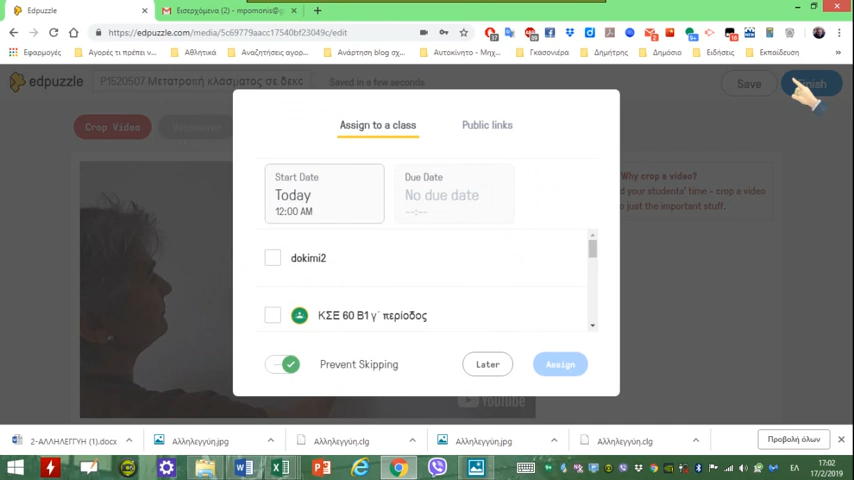 Edpuzzle
Εισερχόμενα (2) - mpomonis@g
https://edpuzzle.com/media/5c69779aacc17540bf23049c/edit
Εφαρμογές
Αγορές τι πρέπει ν...
Αθλητικά
Αναζητήσεις αγορ...
Ανάρτηση blog σχ...
Αυτοκίνητο - Μηχ...
Γκασονιέρα
Δημήτρης
Δημόσιο
Ειδήσεις
Εκπαίδευση
edpuzzle
P1520507 Μετατροπή κλάσματος σε δεκα
Saved in a few seconds
Save
Finish
Crop Video
Assign to a class
Public links
Start Date
Today
12:00 AM
Due Date
No due date
--:--
Why crop a video?
d your students' time - crop a video
o just the important stuff.
dokimi2
ΚΣΕ 60 Β1 γ΄ περίοδος
Prevent Skipping
Later
Assign
YouTube
2-ΑΛΛΗΛΕΓΓΥΗ (1).docx
Αλληλεγγύη.jpg
Αλληλεγγύη.clg
Αλληλεγγύη.jpg
Αλληλεγγύη.clg
Προβολή όλων
ΕΛ
17:02
17/2/2019